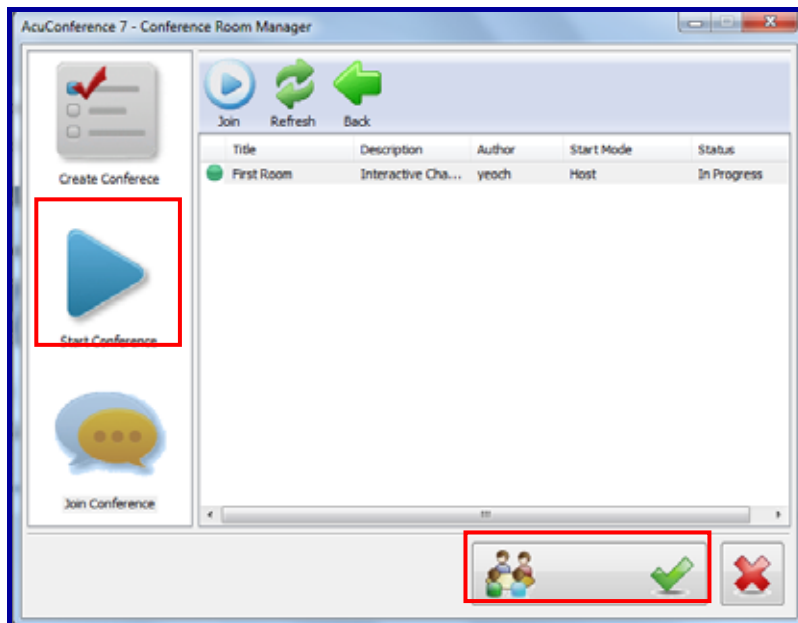 AcuConference 7 - Conference Room Manager
Join Refresh Back
Title Description Author Start Mode Status
First Room Interactive Cha... yeoch Host In Progress
Create Conferece
Start Conference
Join Conference